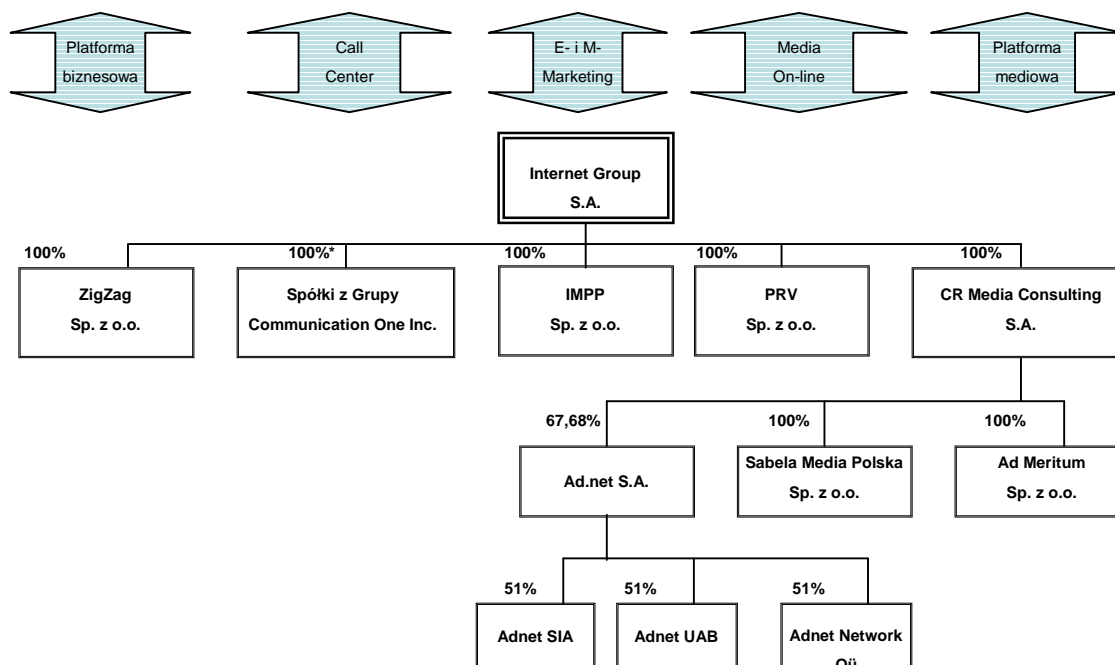 Platforma
biznesowa
Call
Center
E- i M-
Marketing
Media
On-line
Platforma
mediowa
Internet Group
S.A.
100%
100%*
100%
100%
100%
ZigZag
Sp. z o.o.
Spółki z Grupy
Communication One Inc.
IMPP
Sp. z o.o.
PRV
Sp. z o.o.
CR Media Consulting
S.A.
67,68%
100%
100%
Ad.net S.A.
Sabela Media Polska
Sp. z o.o.
Ad Meritum
Sp. z o.o.
51%
51%
51%
Adnet SIA
Adnet UAB
Adnet Network
Oü